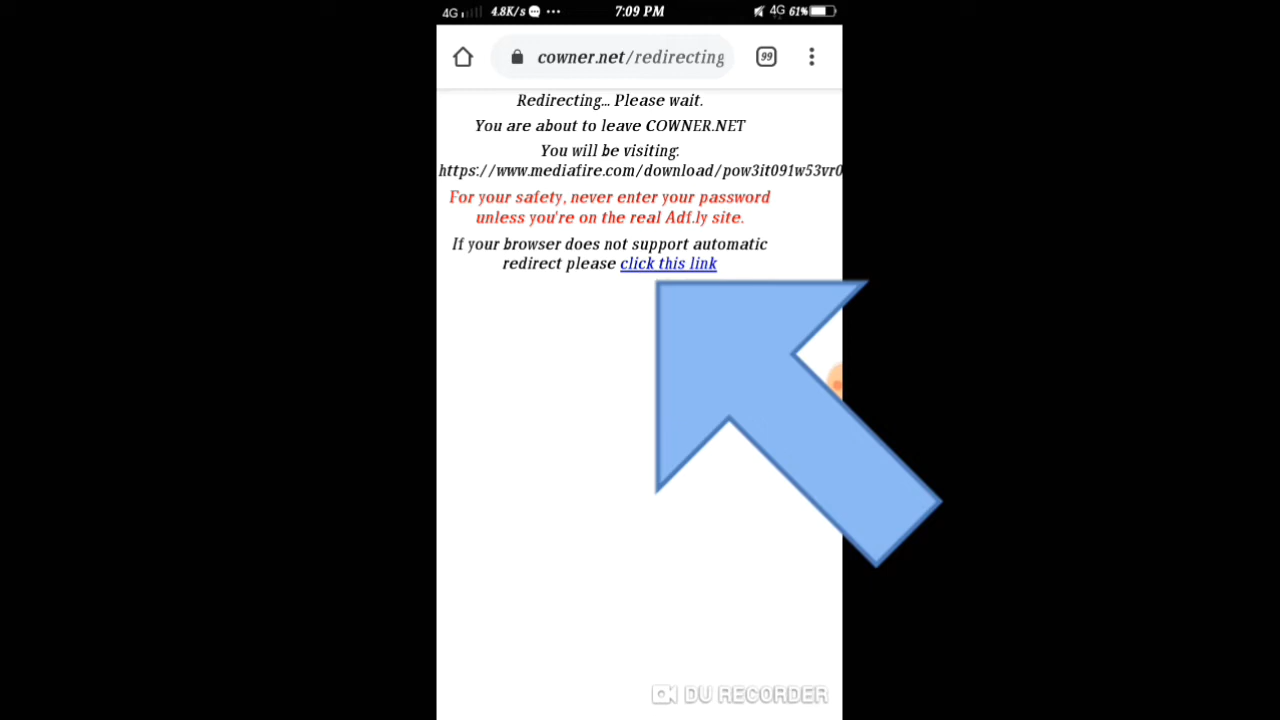 4G 4.8K/s ••• 7:09 PM 4G 61%
cowner.net/redirecting 99
Redirecting... Please wait.
You are about to leave COWNER.NET
You will be visiting:
https://www.mediafire.com/download/pow3it091w53vr0
For your safety, never enter your password
unless you're on the real Adf.ly site.
If your browser does not support automatic
redirect please click this link
DU RECORDER